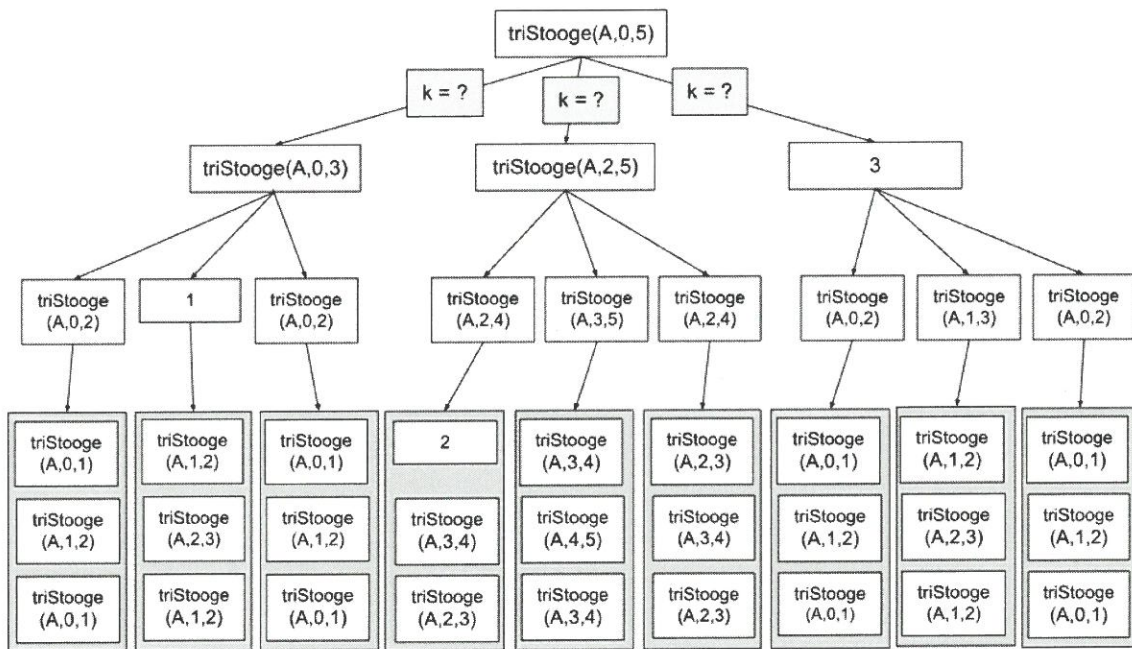 triStooge(A,0,5)
k = ?
k = ?
k = ?
triStooge(A,0,3)
triStooge(A,2,5)
3
triStooge
(A,0,2)
1
triStooge
(A,0,2)
triStooge
(A,2,4)
triStooge
(A,3,5)
triStooge
(A,2,4)
triStooge
(A,0,2)
triStooge
(A,1,3)
triStooge
(A,0,2)
triStooge
(A,0,1)
triStooge
(A,1,2)
triStooge
(A,0,1)
triStooge
(A,1,2)
triStooge
(A,2,3)
triStooge
(A,1,2)
triStooge
(A,0,1)
triStooge
(A,1,2)
triStooge
(A,0,1)
2
triStooge
(A,3,4)
triStooge
(A,2,3)
triStooge
(A,3,4)
triStooge
(A,4,5)
triStooge
(A,3,4)
triStooge
(A,2,3)
triStooge
(A,3,4)
triStooge
(A,2,3)
triStooge
(A,0,1)
triStooge
(A,1,2)
triStooge
(A,0,1)
triStooge
(A,1,2)
triStooge
(A,2,3)
triStooge
(A,1,2)
triStooge
(A,0,1)
triStooge
(A,1,2)
triStooge
(A,0,1)